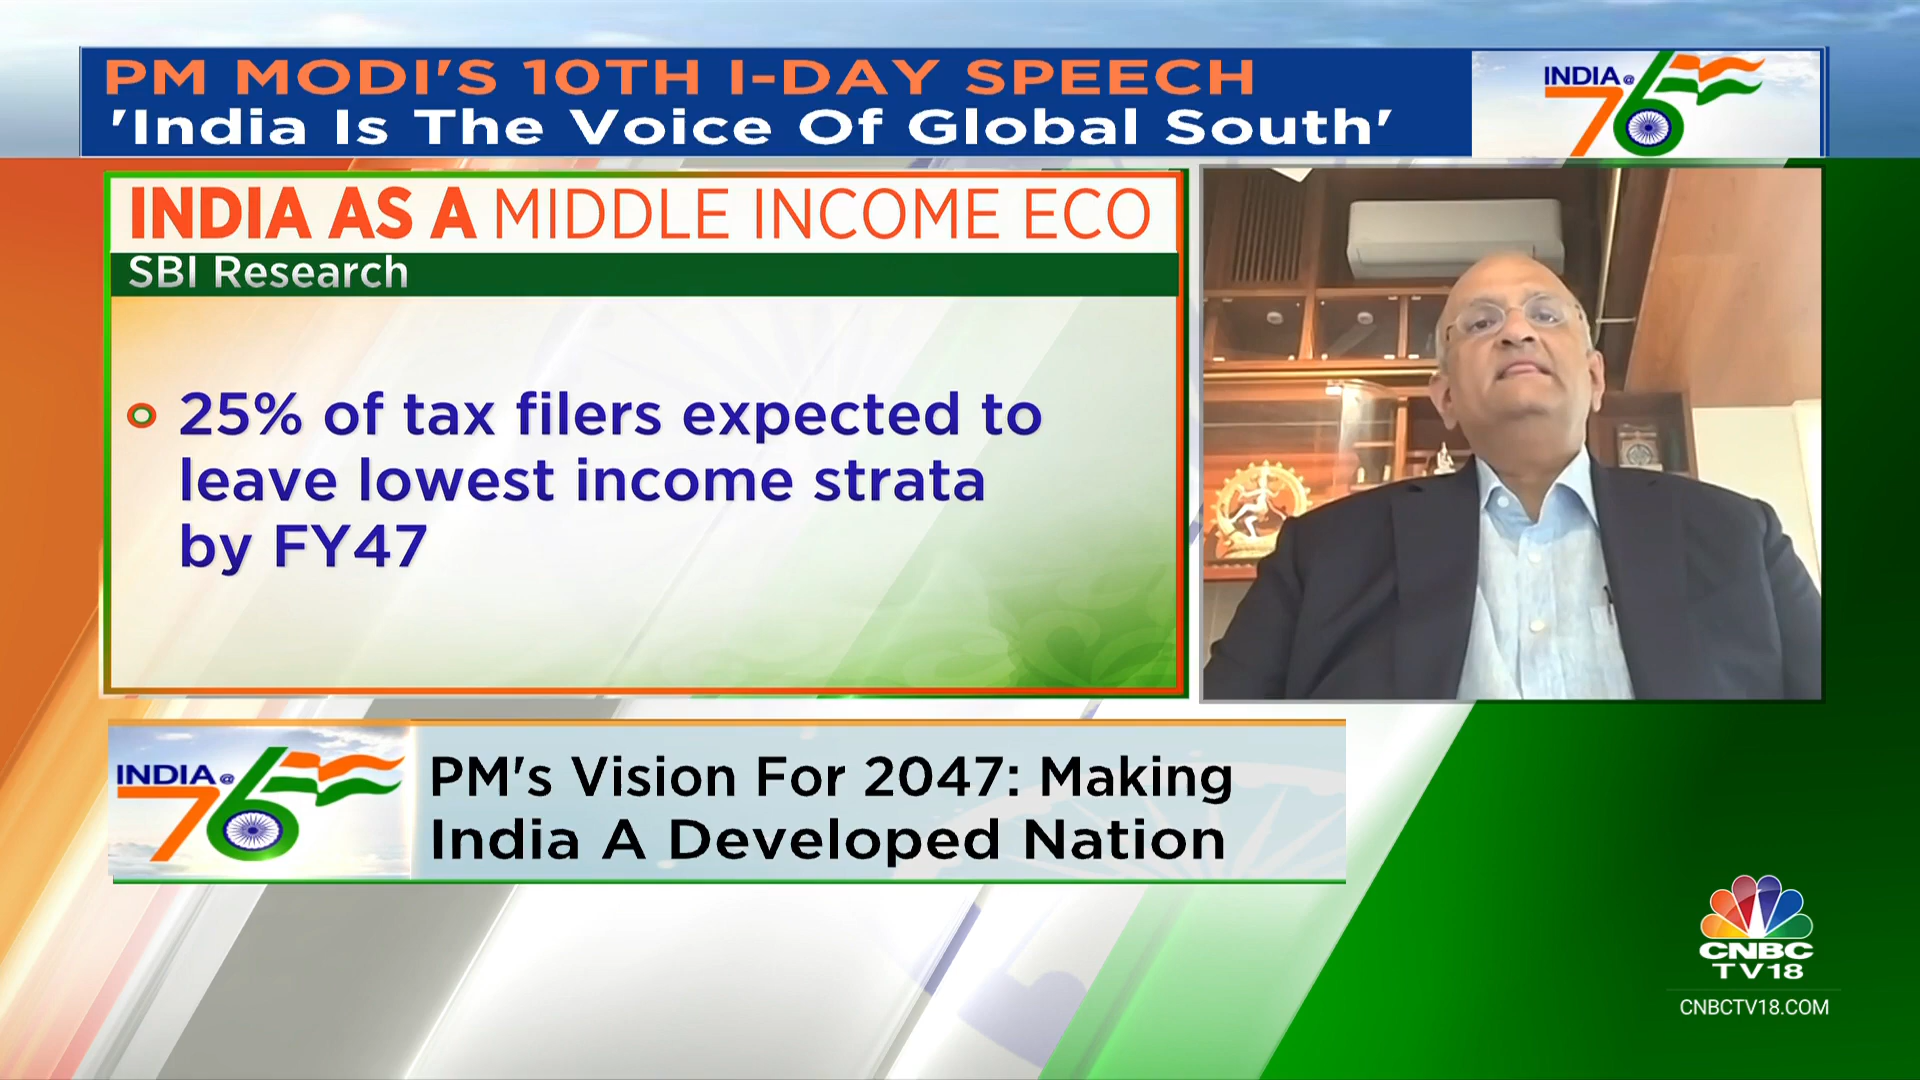 PM MODI'S 10TH I-DAY SPEECH
'India Is The Voice Of Global South'
INDIA@
76
INDIA AS A MIDDLE INCOME ECO
SBI Research
25% of tax filers expected to
leave lowest income strata
by FY47
INDIA@
76
PM's Vision For 2047: Making
India A Developed Nation
CNBC
TV18
CNBCTV18.COM